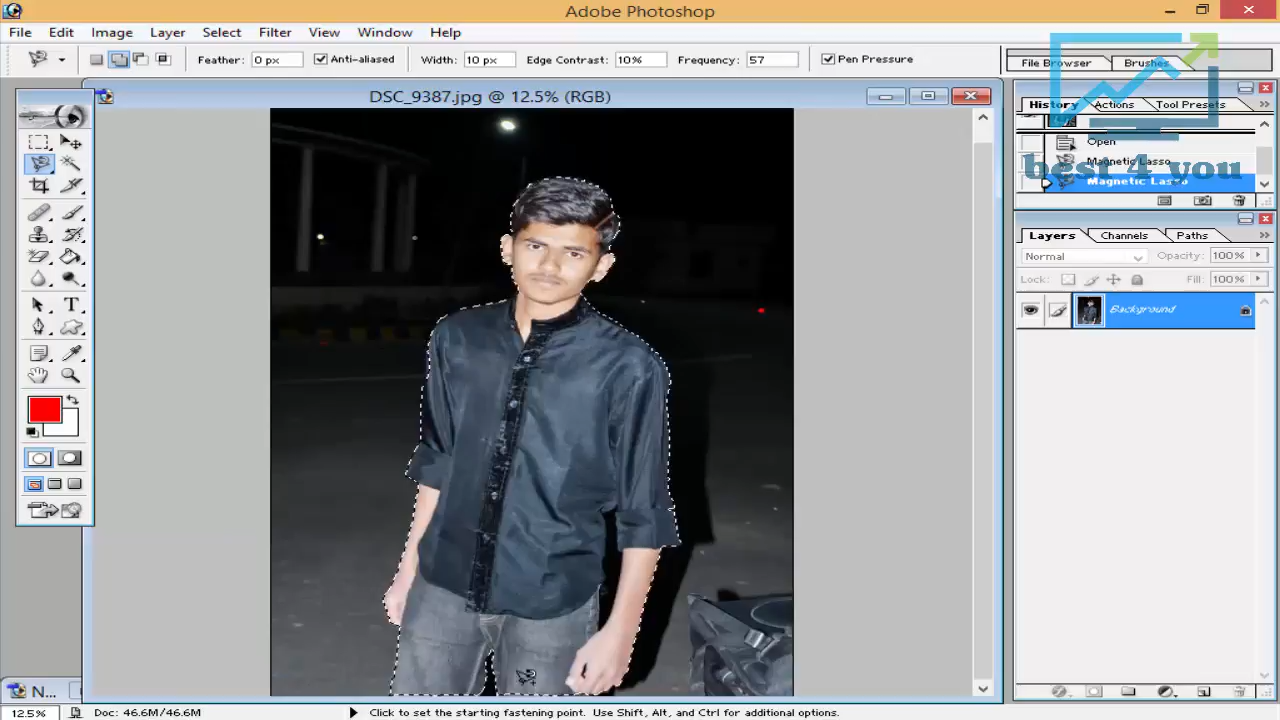 Adobe Photoshop
File Edit Image Layer Select Filter View Window Help
Feather: 0 px Anti-aliased Width: 10 px Edge Contrast: 10% Frequency: 57 Pen Pressure
File Browser Brushes
DSC_9387.jpg @ 12.5% (RGB)
History Actions Tool Presets
Open
Magnetic Lasso
Magnetic Lasso
best 4 you
Layers Channels Paths
Normal Opacity: 100%
Lock: Fill: 100%
Background
N...
12.5% Doc: 46.6M/46.6M Click to set the starting fastening point. Use Shift, Alt, and Ctrl for additional options.